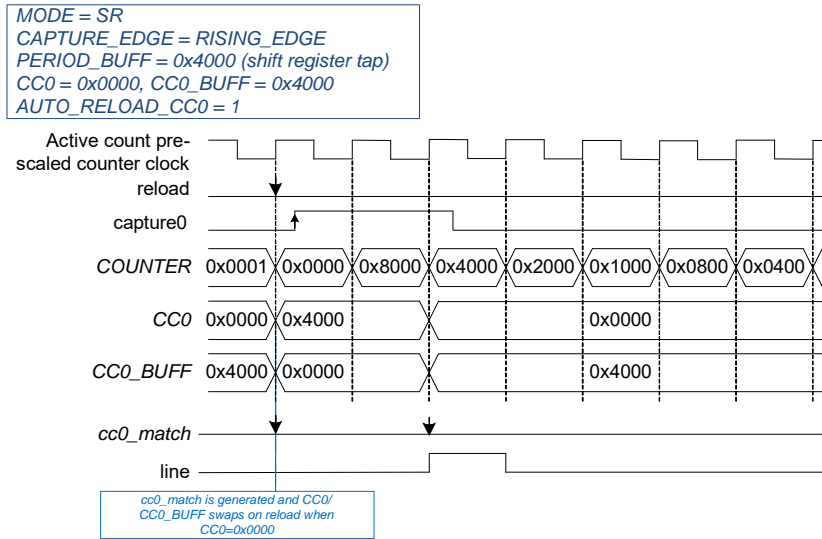 MODE = SR
CAPTURE_EDGE = RISING_EDGE
PERIOD_BUFF = 0x4000 (shift register tap)
CC0 = 0x0000, CC0_BUFF = 0x4000
AUTO_RELOAD_CC0 = 1
Active count pre-
scaled counter clock
reload
capture0
COUNTER 0x0001 0x0000 0x8000 0x4000 0x2000 0x1000 0x0800 0x0400
CC0 0x0000 0x4000 0x0000
CC0_BUFF 0x4000 0x0000 0x4000
cc0_match
line
cc0_match is generated and CC0/
CC0_BUFF swaps on reload when
CC0=0x0000